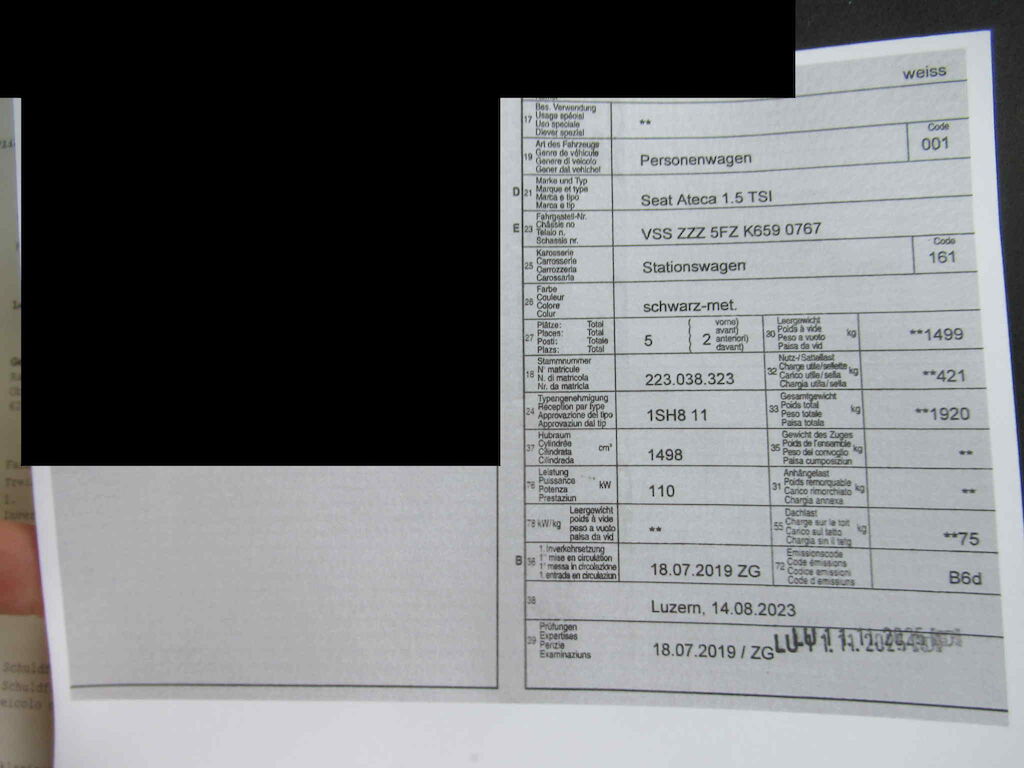 weiss
17 Bes. Verwendung
Usage spécial
Uso speciale
Diever spezial
**
19 Art des Fahrzeugs
Genre de véhicule
Genere di veicolo
Gener dal vehichel
Personenwagen
Code
001
D 21 Marke und Typ
Marque et type
Marca e tipo
Marca e tip
Seat Ateca 1.5 TSI
E 23 Fahrgestell-Nr.
Châssis no
Telaio n.
Schassis nr.
VSS ZZZ 5FZ K659 0767
25 Karosserie
Carrosserie
Carrozzeria
Carossaria
Stationswagen
Code
161
26 Farbe
Couleur
Colore
Colur
schwarz-met.
27 Plätze: Total
Places: Total
Posti: Totale
Plazs: Total
5
( vorne)
( avant)
2 anteriori)
( davant)
30 Leergewicht
Poids à vide
Peso a vuoto
Paisa da vid
kg
**1499
18 Stammnummer
N° matricule
N. di matricola
Nr. da matricla
223.038.323
32 Nutz-/Sattellast
Charge utile/sellette
Carico utile/sella
Chargia utila/sella
kg
**421
24 Typengenehmigung
Réception par type
Approvazione del tipo
Approvaziun dal tip
1SH8 11
33 Gesamtgewicht
Poids total
Peso totale
Paisa totala
kg
**1920
37 Hubraum
Cylindrée
Cilindrata
Cilindrada
cm³
1498
35 Gewicht des Zuges
Poids de l'ensemble
Peso del convoglio
Paisa cumposiziun
kg
**
76 Leistung
Puissance
Potenza
Prestaziun
kW
110
31 Anhängelast
Poids remorquable
Carico rimorchiato
Chargia annexa
kg
**
78 kW/kg Leergewicht
poids à vide
peso a vuoto
paisa da vid
**
55 Dachlast
Charge sur le toit
Carico sul tetto
Chargia sin il tetg
kg
**75
B 36 1. Inverkehrsetzung
1re mise en circulation
1a messa in circolazione
1. entrada en circulaziun
18.07.2019 ZG
72 Emissionscode
Code émissions
Codice emissioni
Code d'emissiuns
B6d
38
Luzern, 14.08.2023
39 Prüfungen
Expertises
Perizie
Examinaziuns
18.07.2019 / ZG
Schuldf
Schuldf
eicolo